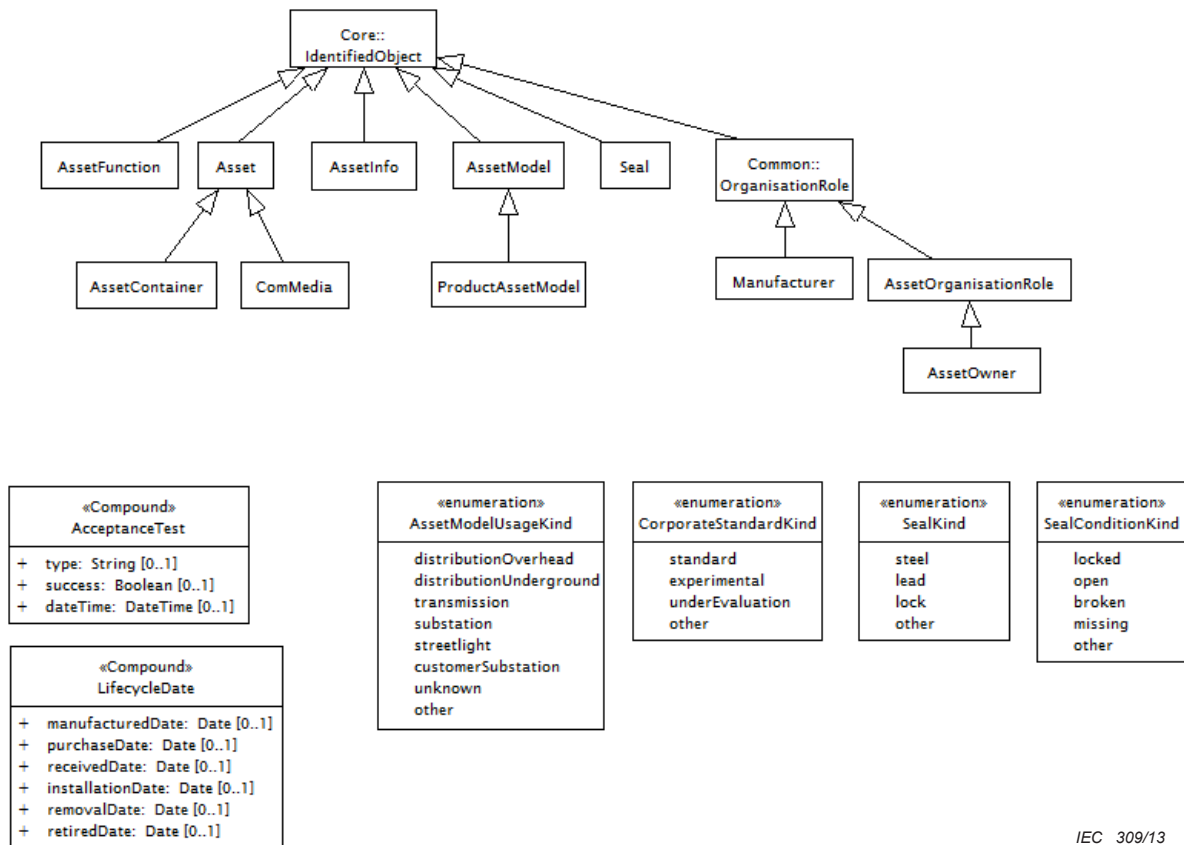 Core::
IdentifiedObject
AssetFunction
Asset
AssetInfo
AssetModel
Seal
Common::
OrganisationRole
AssetContainer
ComMedia
ProductAssetModel
Manufacturer
AssetOrganisationRole
AssetOwner
«Compound»
AcceptanceTest
+ type: String [0..1]
+ success: Boolean [0..1]
+ dateTime: DateTime [0..1]
«Compound»
LifecycleDate
+ manufacturedDate: Date [0..1]
+ purchaseDate: Date [0..1]
+ receivedDate: Date [0..1]
+ installationDate: Date [0..1]
+ removalDate: Date [0..1]
+ retiredDate: Date [0..1]
«enumeration»
AssetModelUsageKind
distributionOverhead
distributionUnderground
transmission
substation
streetlight
customerSubstation
unknown
other
«enumeration»
CorporateStandardKind
standard
experimental
underEvaluation
other
«enumeration»
SealKind
steel
lead
lock
other
«enumeration»
SealConditionKind
locked
open
broken
missing
other
IEC 309/13